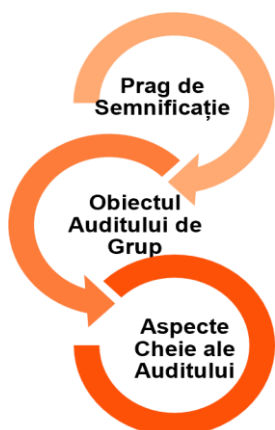 Prag de
Semnificație
Obiectul
Auditului de
Grup
Aspecte
Cheie ale
Auditului